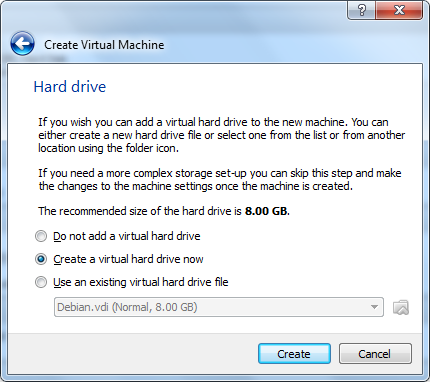 ?
X
Create Virtual Machine
Hard drive
If you wish you can add a virtual hard drive to the new machine. You can
either create a new hard drive file or select one from the list or from another
location using the folder icon.
If you need a more complex storage set-up you can skip this step and make
the changes to the machine settings once the machine is created.
The recommended size of the hard drive is 8.00 GB.
Do not add a virtual hard drive
Create a virtual hard drive now
Use an existing virtual hard drive file
Debian.vdi (Normal, 8.00 GB)
Create
Cancel